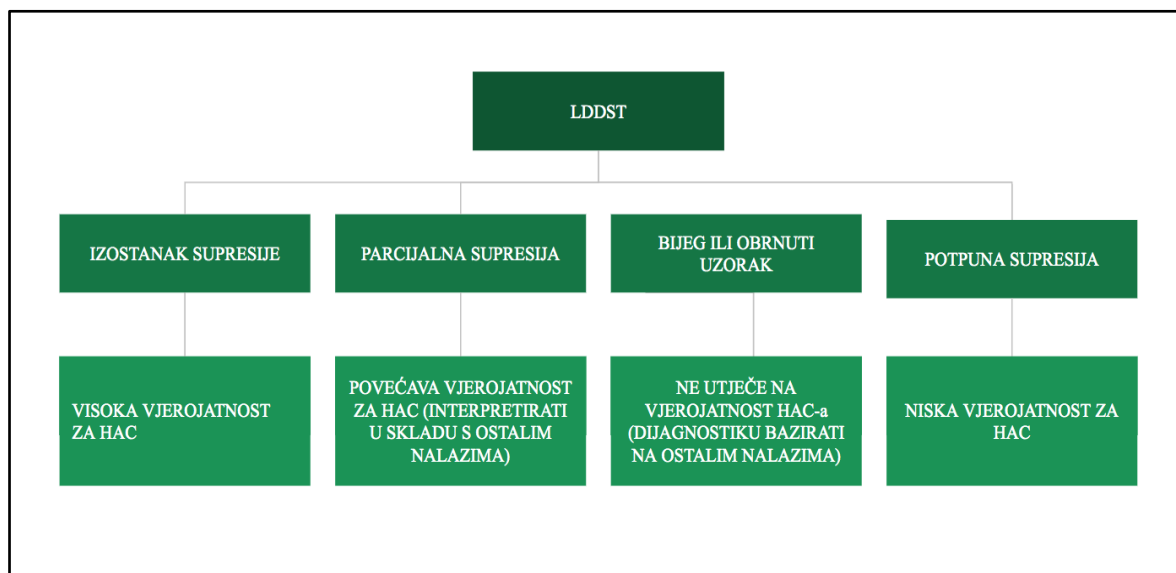 LDDST
IZOSTANAK SUPRESIJE
PARCIJALNA SUPRESIJA
BIJEG ILI OBRNUTI
UZORAK
POTPUNA SUPRESIJA
VISOKA VJEROJATNOST
ZA HAC
POVEĆAVA VJEROJATNOST
ZA HAC (INTERPRETIRATI
U SKLADU S OSTALIM
NALAZIMA)
NE UTJEČE NA
VJEROJATNOST HAC-a
(DIJAGNOSTIKU BAZIRATI
NA OSTALIM NALAZIMA)
NISKA VJEROJATNOST ZA
HAC